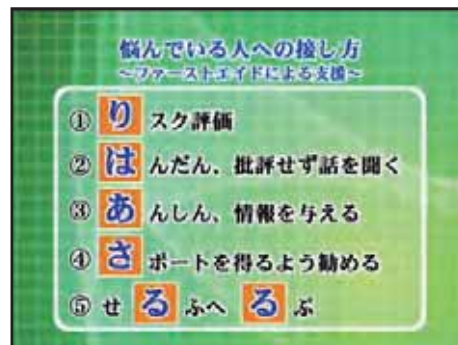 悩んでいる人への接し方
～ファーストエイドによる支援～
① りスク評価
② はんだん、批評せず話を聞く
③ あんしん、情報を与える
④ さポートを得るよう勧める
⑤ せるふへるぷ